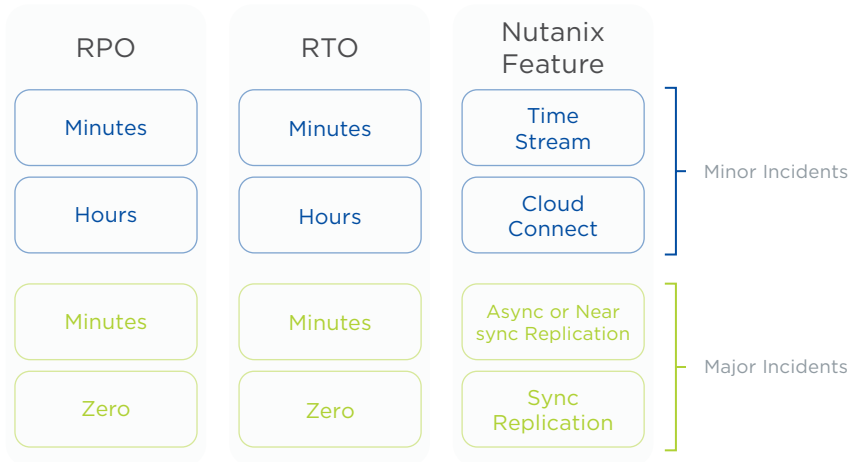 RPO
RTO
Nutanix
Feature
Minutes
Minutes
Time
Stream
Hours
Hours
Cloud
Connect
Minor Incidents
Minutes
Minutes
Async or Near
sync Replication
Zero
Zero
Sync
Replication
Major Incidents